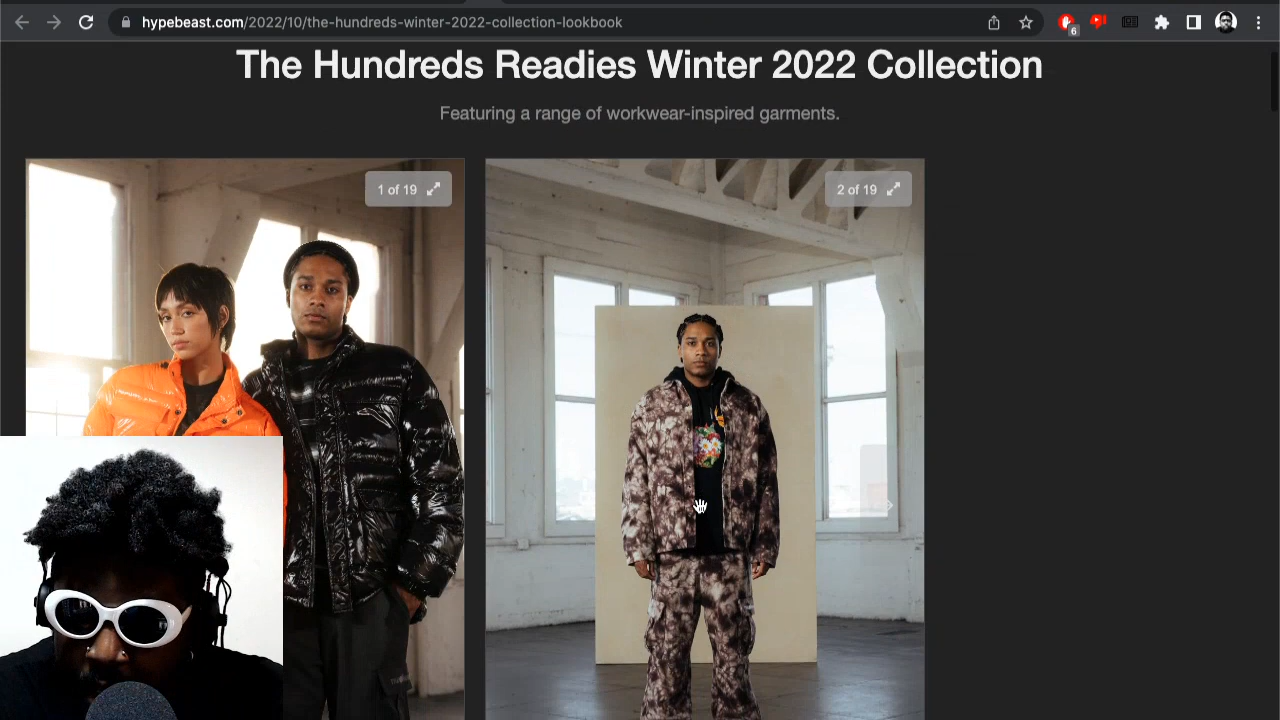 hypebeast.com/2022/10/the-hundreds-winter-2022-collection-lookbook
6
The Hundreds Readies Winter 2022 Collection
Featuring a range of workwear-inspired garments.
1 of 19
2 of 19